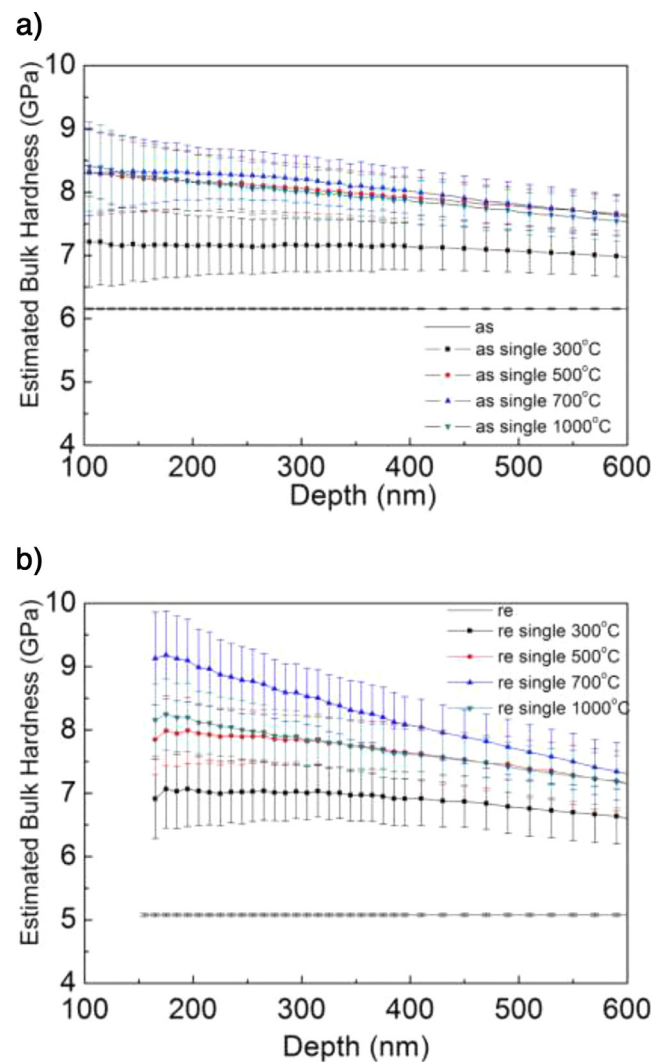 a)
Estimated Bulk Hardness (GPa)
10
9
8
7
6
5
4
as
as single 300°C
as single 500°C
as single 700°C
as single 1000°C
100 200 300 400 500 600
Depth (nm)
b)
Estimated Bulk Hardness (GPa)
10
9
8
7
6
5
4
re
re single 300°C
re single 500°C
re single 700°C
re single 1000°C
100 200 300 400 500 600
Depth (nm)